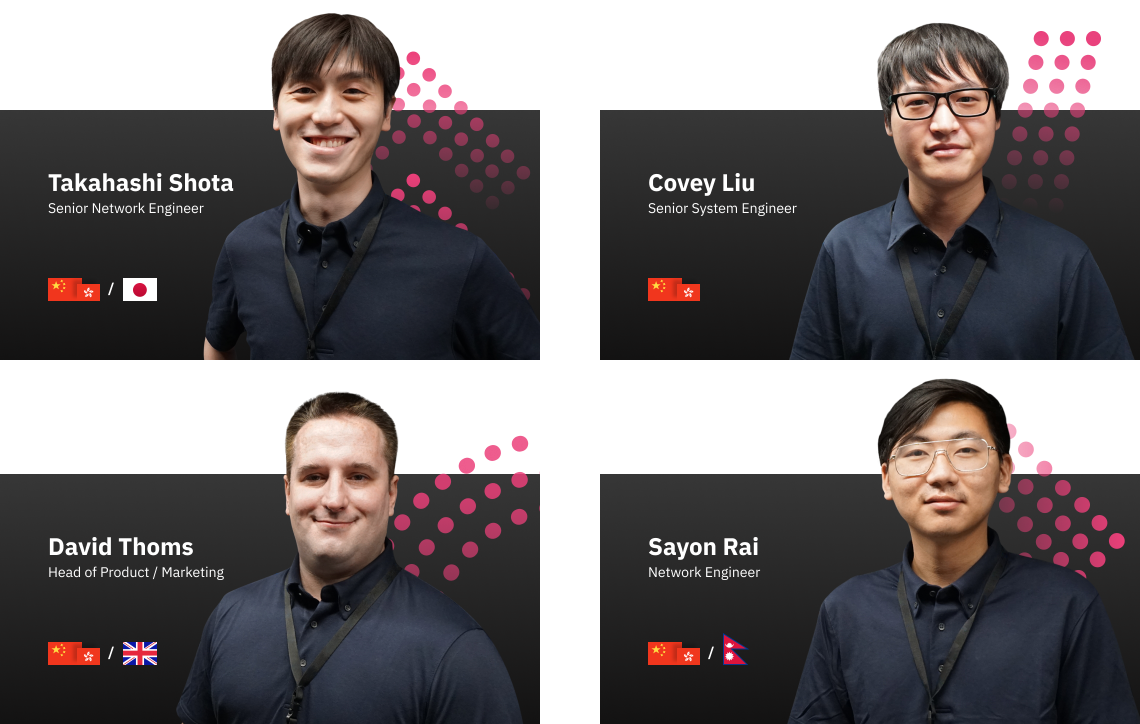 Takahashi Shota
Senior Network Engineer
/
Covey Liu
Senior System Engineer
David Thoms
Head of Product / Marketing
/
Sayon Rai
Network Engineer
/